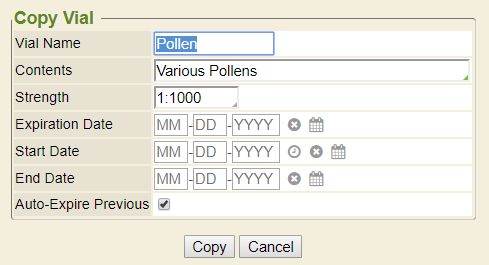 Copy Vial
Vial Name Pollen
Contents Various Pollens
Strength 1:1000
Expiration Date MM-DD-YYYY
Start Date MM-DD-YYYY
End Date MM-DD-YYYY
Auto-Expire Previous
Copy Cancel